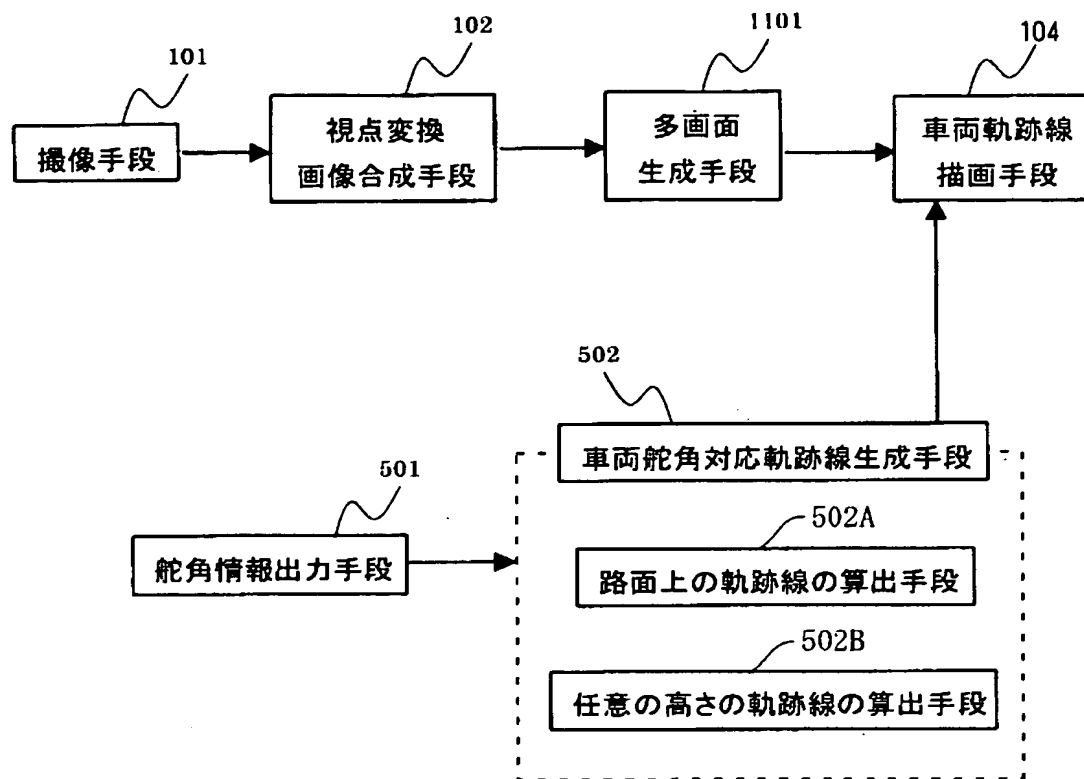 101
撮像手段
102
視点変換
画像合成手段
1101
多画面
生成手段
104
車両軌跡線
描画手段
502
車両舵角対応軌跡線生成手段
501
舵角情報出力手段
502A
路面上の軌跡線の算出手段
502B
任意の高さの軌跡線の算出手段